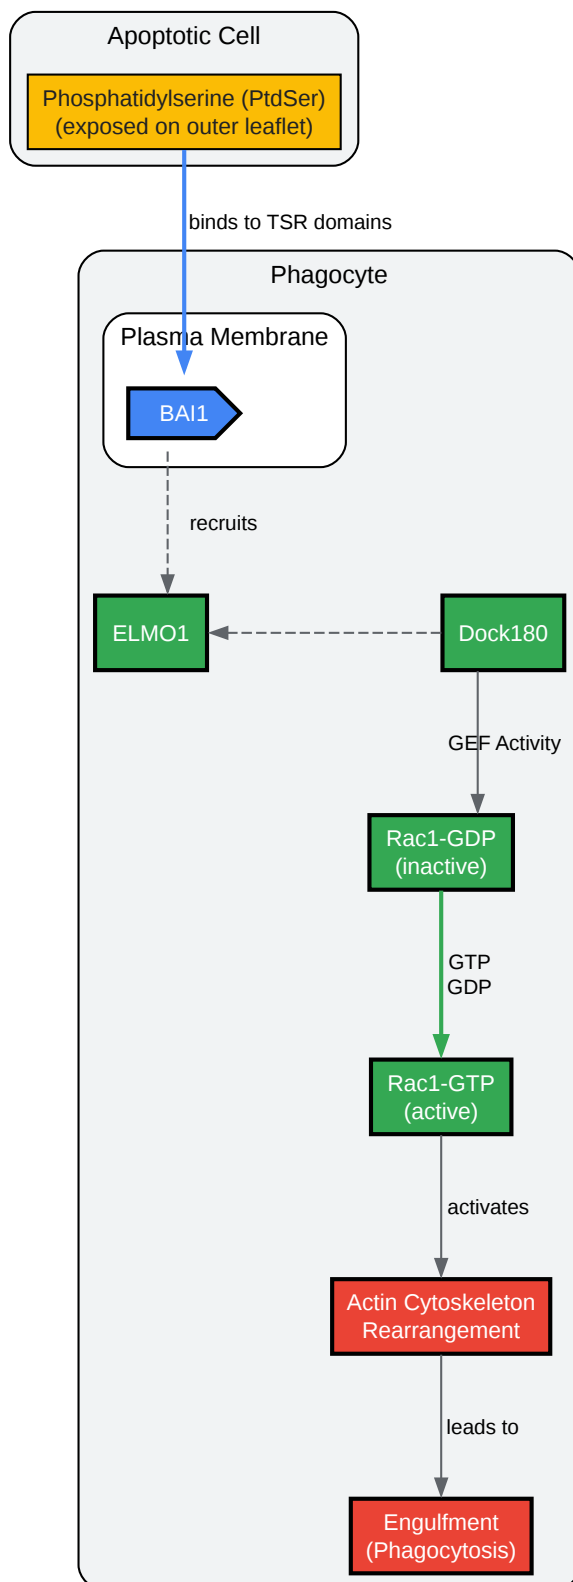 Apoptotic Cell
Phosphatidylserine (PtdSer)
(exposed on outer leaflet)
binds to TSR domains
Phagocyte
Plasma Membrane
BAI1
recruits
ELMO1
Dock180
GEF Activity
Rac1-GDP
(inactive)
GTP
GDP
Rac1-GTP
(active)
activates
Actin Cytoskeleton
Rearrangement
leads to
Engulfment
(Phagocytosis)